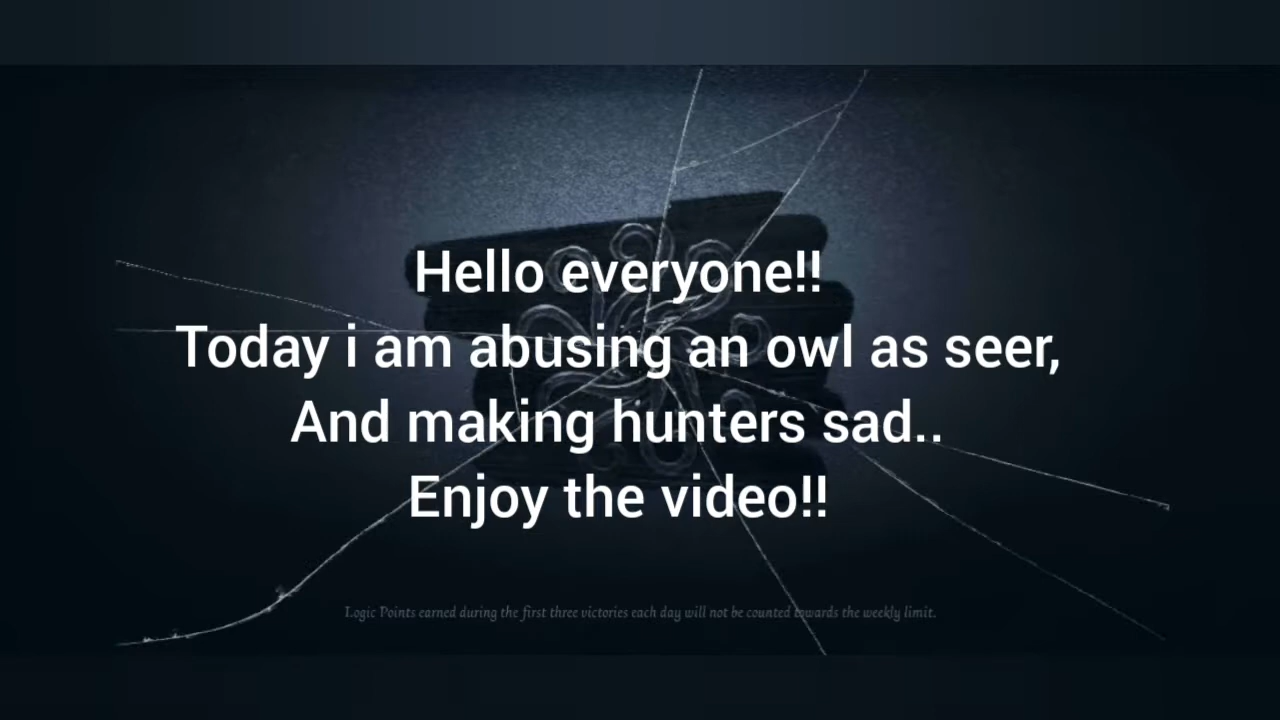 Hello everyone!!
Today i am abusing an owl as seer,
And making hunters sad..
Enjoy the video!!
Logic Points earned during the first three victories each day will not be counted towards the weekly limit.